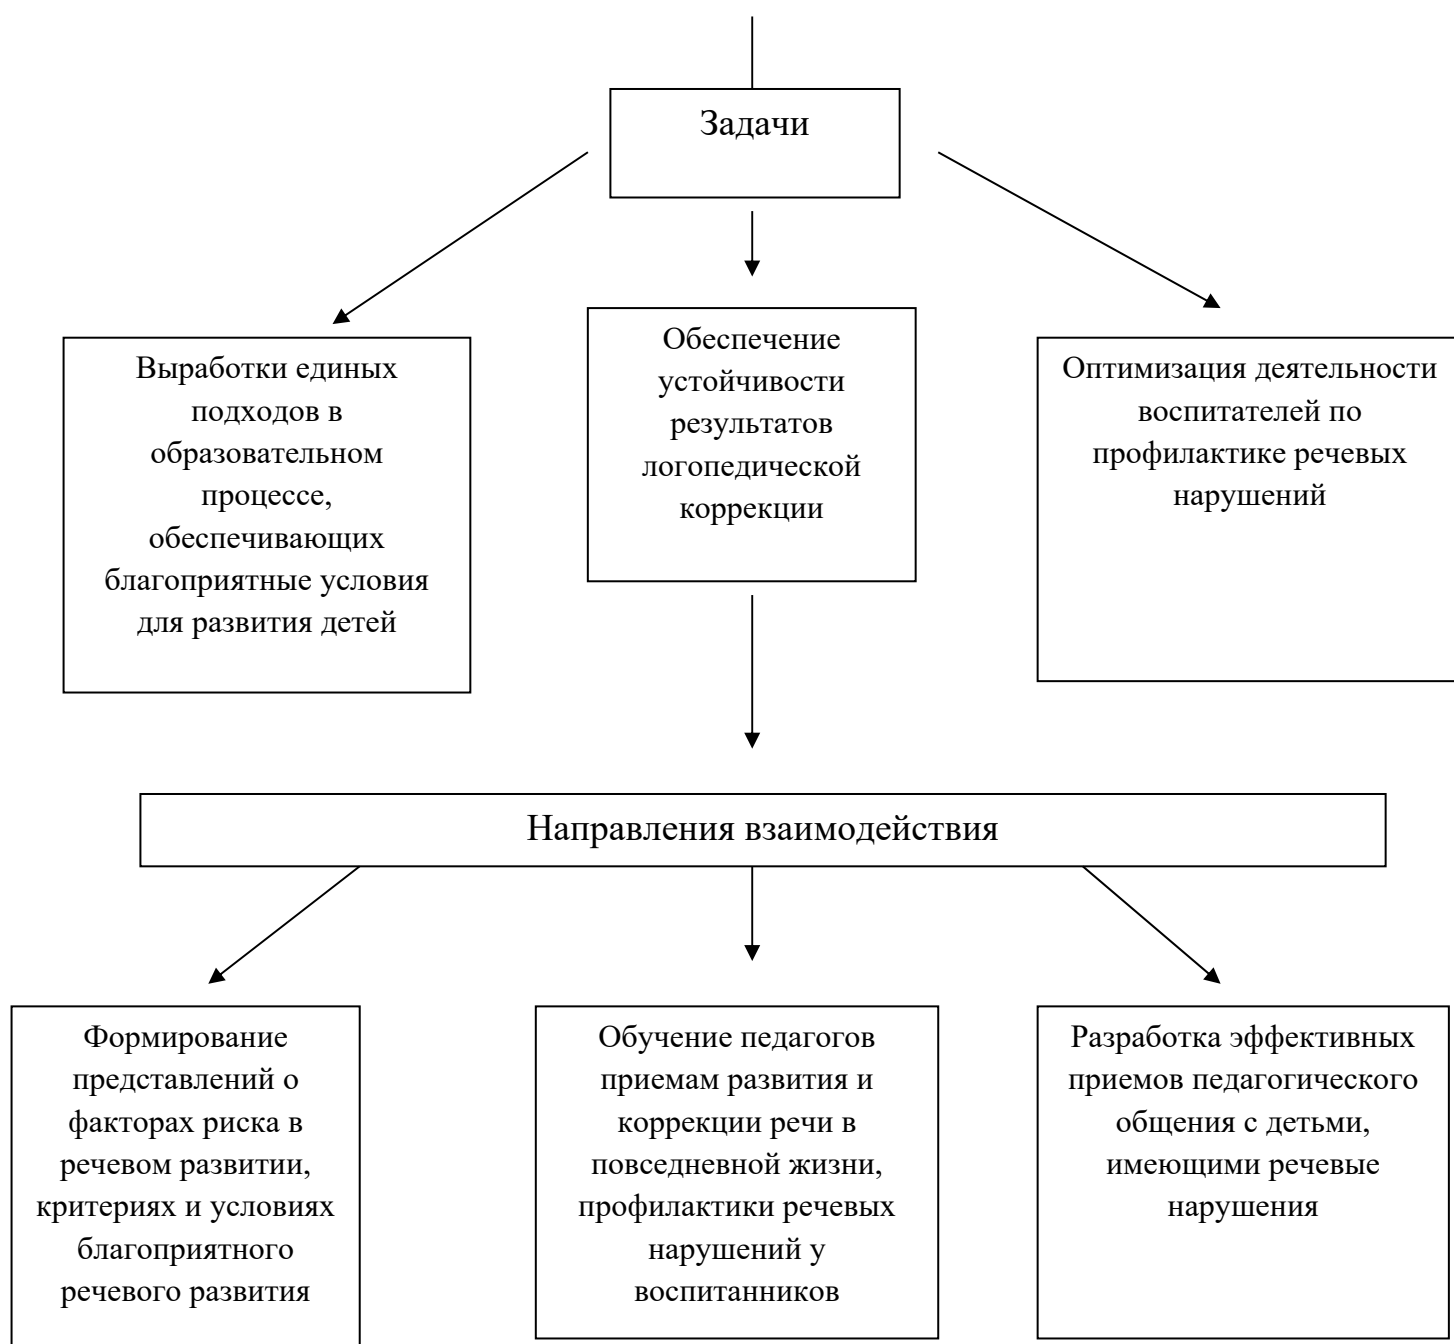 Задачи
Выработки единых
подходов в
образовательном
процессе,
обеспечивающих
благоприятные условия
для развития детей
Обеспечение
устойчивости
результатов
логопедической
коррекции
Оптимизация деятельности
воспитателей по
профилактике речевых
нарушений
Направления взаимодействия
Формирование
представлений о
факторах риска в
речевом развитии,
критериях и условиях
благоприятного
речевого развития
Обучение педагогов
приемам развития и
коррекции речи в
повседневной жизни,
профилактики речевых
нарушений у
воспитанников
Разработка эффективных
приемов педагогического
общения с детьми,
имеющими речевые
нарушения